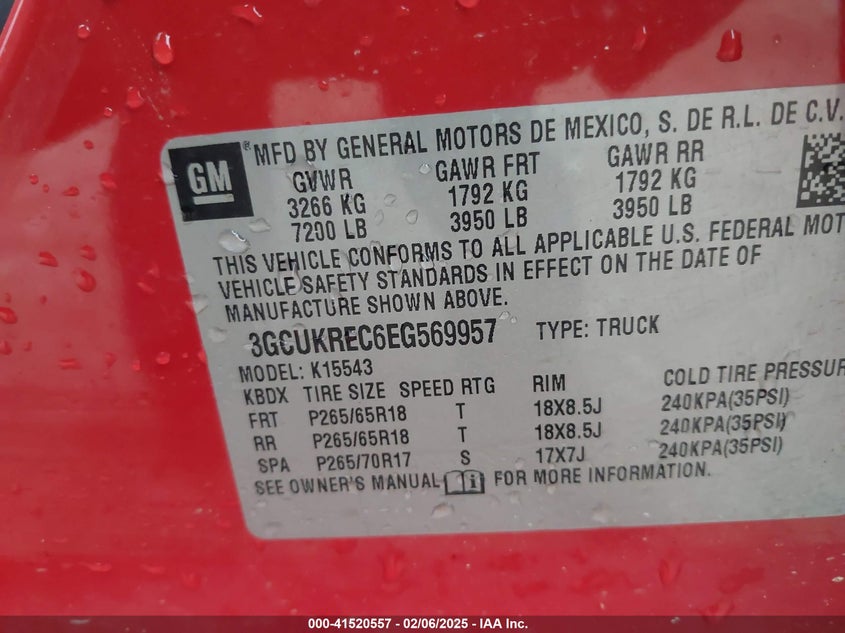 GM ® MFD BY GENERAL MOTORS DE MEXICO, S. DE R.L. DE C.V.
GVWR GAWR FRT GAWR RR
3266 KG 1792 KG 1792 KG
7200 LB 3950 LB 3950 LB
THIS VEHICLE CONFORMS TO ALL APPLICABLE U.S. FEDERAL MOT
VEHICLE SAFETY STANDARDS IN EFFECT ON THE DATE OF
MANUFACTURE SHOWN ABOVE.
3GCUKREC6EG569957 TYPE: TRUCK
MODEL: K15543
KBDX TIRE SIZE SPEED RTG RIM COLD TIRE PRESSUR
FRT P265/65R18 T 18X8.5J 240KPA(35PSI)
RR P265/65R18 T 18X8.5J 240KPA(35PSI)
SPA P265/70R17 S 17X7J 240KPA(35PSI)
SEE OWNER'S MANUAL FOR MORE INFORMATION.
000-41520557 - 02/06/2025 - IAA Inc.